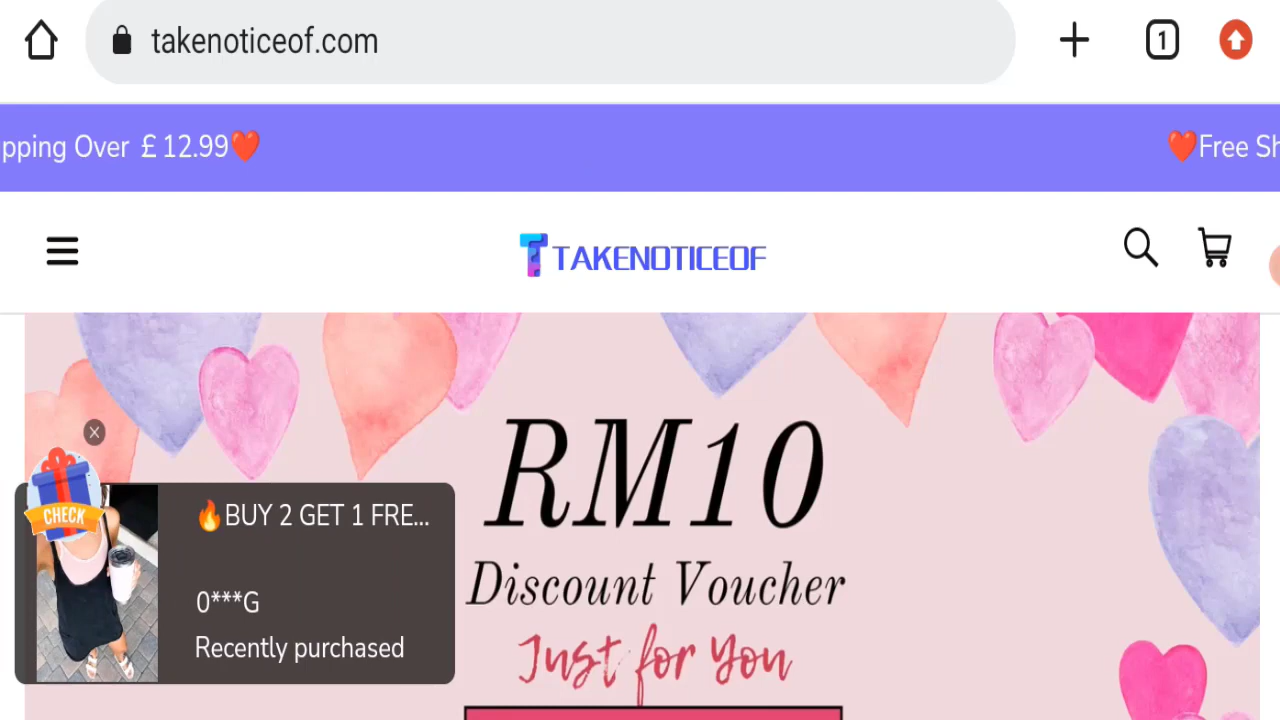 takenoticeof.com
1
pping Over £12.99❤️
❤️Free Sh
TAKENOTICEOF
RM10
Discount Voucher
Just for You
CHECK
🔥BUY 2 GET 1 FRE...
0***G
Recently purchased